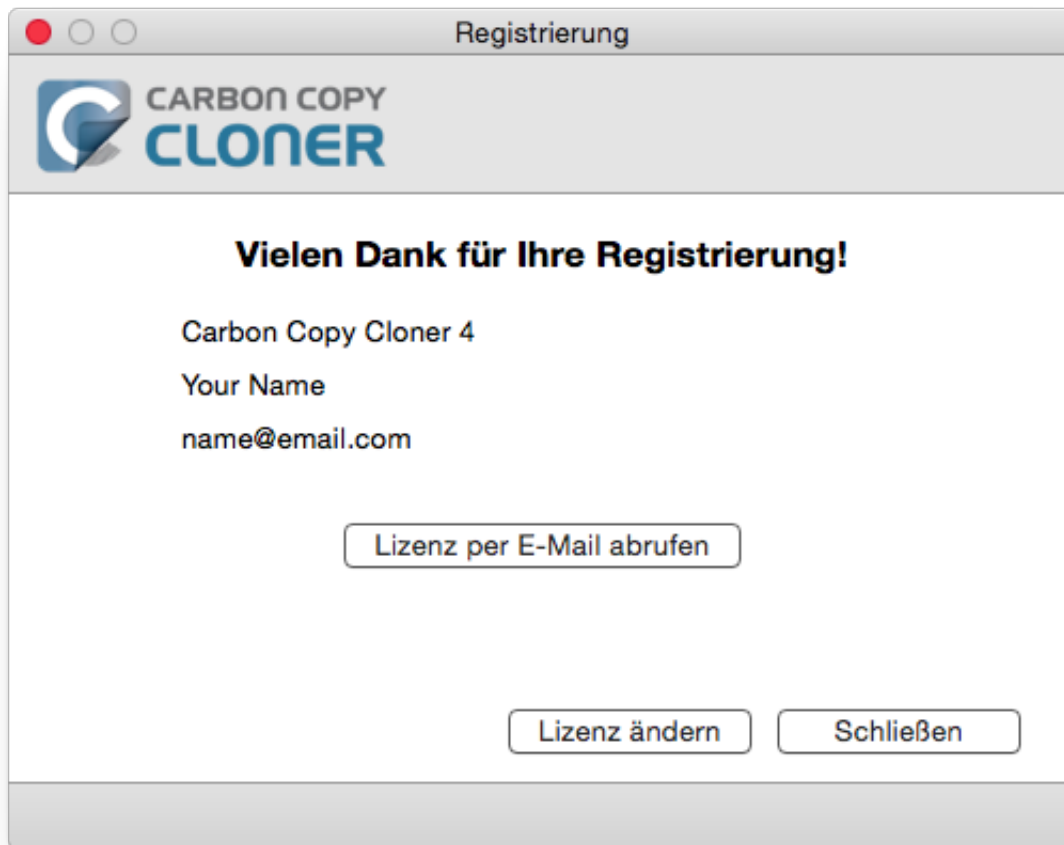 Registrierung
CARBON COPY
CLONER
Vielen Dank für Ihre Registrierung!
Carbon Copy Cloner 4
Your Name
name@email.com
Lizenz per E-Mail abrufen
Lizenz ändern Schließen